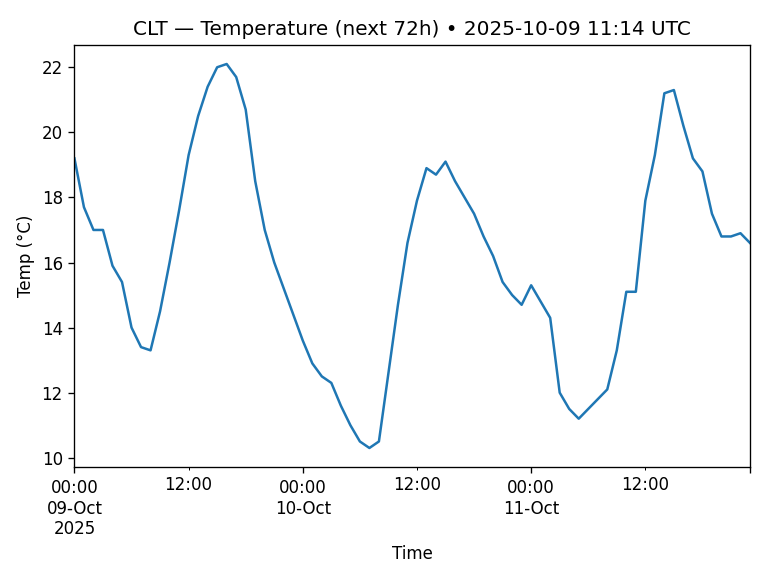 CLT — Temperature (next 72h) • 2025-10-09 11:14 UTC
Temp (°C)
22
20
18
16
14
12
10
00:00 12:00 00:00 12:00 00:00 12:00
09-Oct 10-Oct 11-Oct
2025
Time